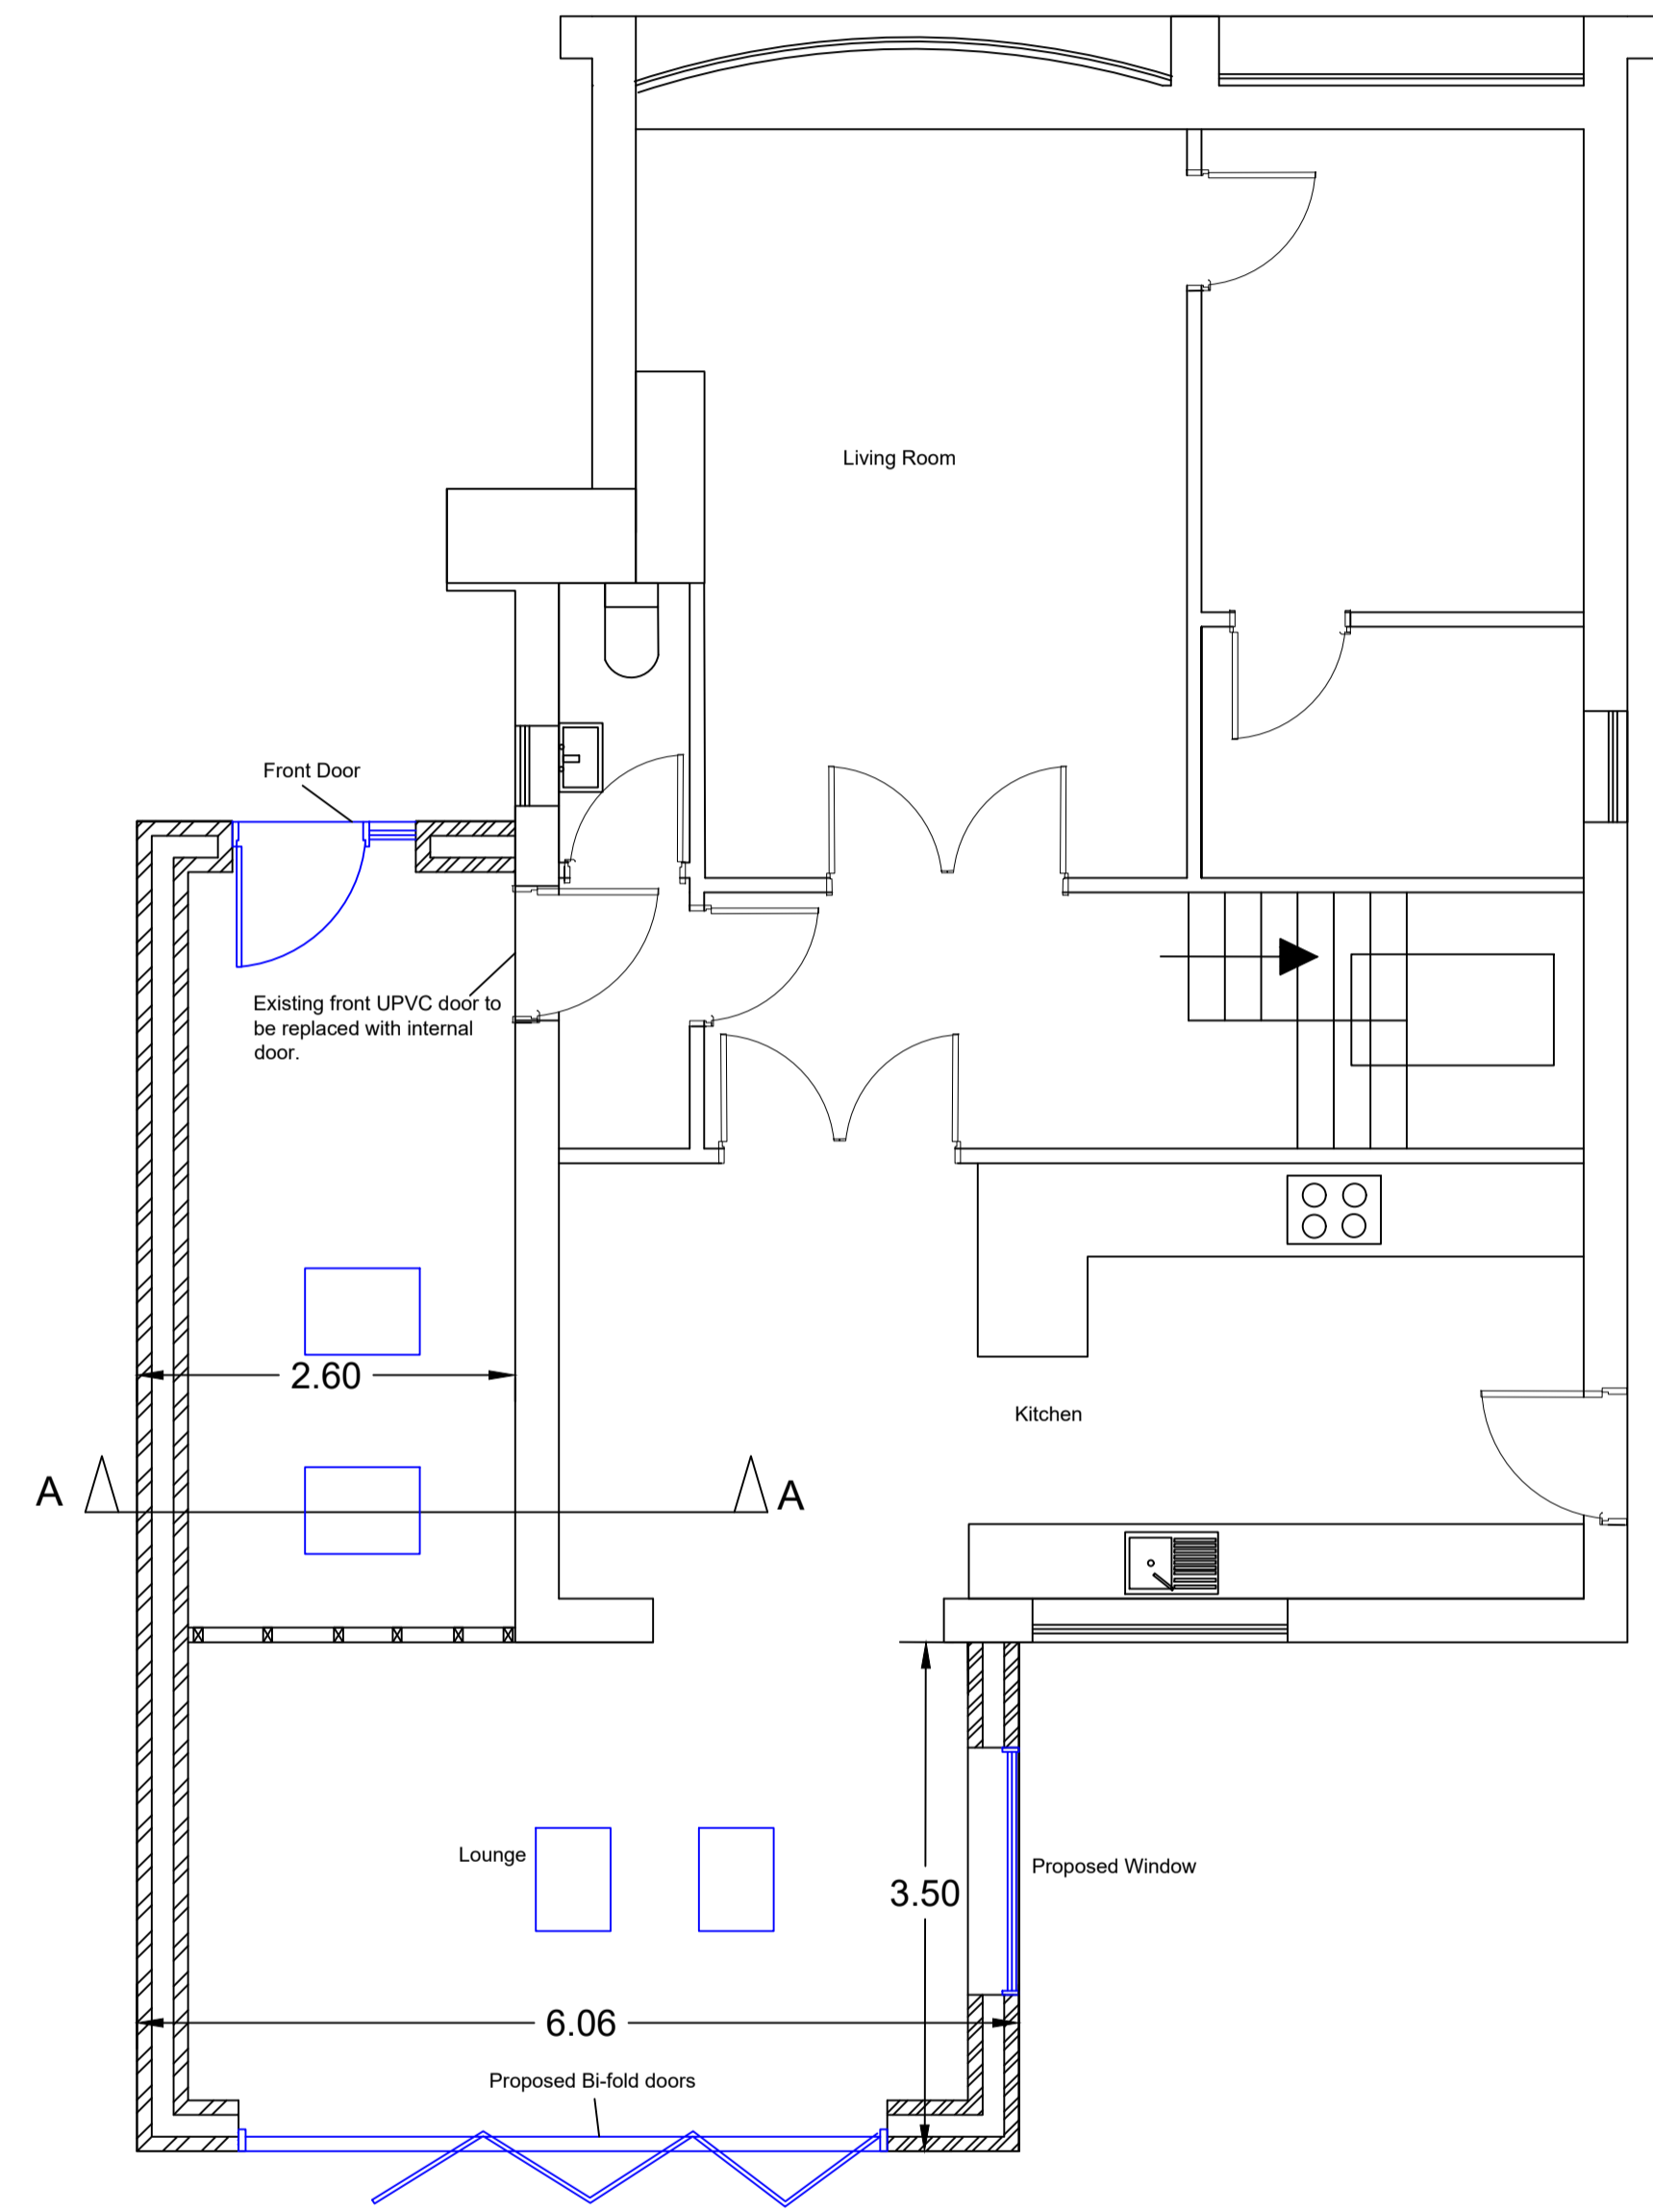 Living Room
Front Door
Existing front UPVC door to
be replaced with internal
door.
2.60
Kitchen
A
A
Lounge
Proposed Window
3.50
6.06
Proposed Bi-fold doors